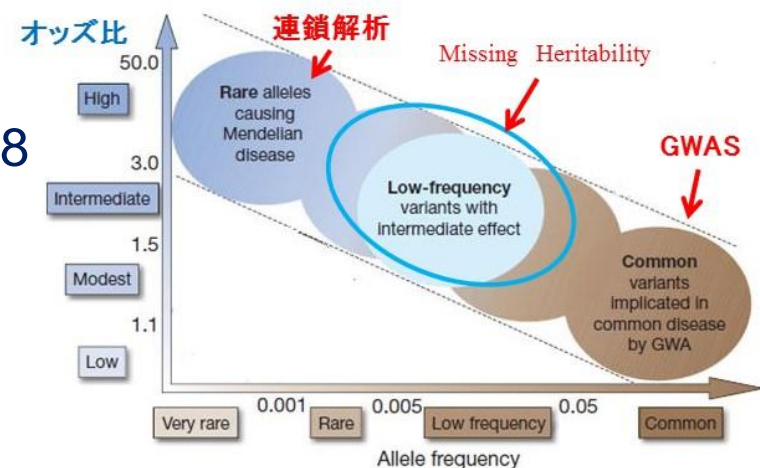 オッズ比
連鎖解析
Missing Heritability
50.0
High
Rare alleles
causing
Mendelian
disease
8
3.0
GWAS
Intermediate
Low-frequency
variants with
intermediate effect
1.5
Modest
Common
variants
implicated in
common disease
by GWA
1.1
Low
0.001
0.005
0.05
Very rare
Rare
Low frequency
Common
Allele frequency